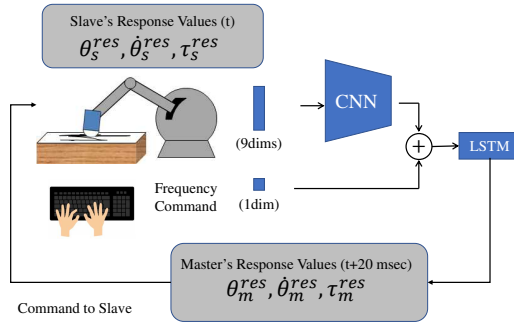 Slave's Response Values (t)
θ_s^{res}, θ̇_s^{res}, τ_s^{res}
CNN
(9dims)
+
LSTM
Frequency
Command
(1dim)
Master's Response Values (t+20 msec)
θ_m^{res}, θ̇_m^{res}, τ_m^{res}
Command to Slave